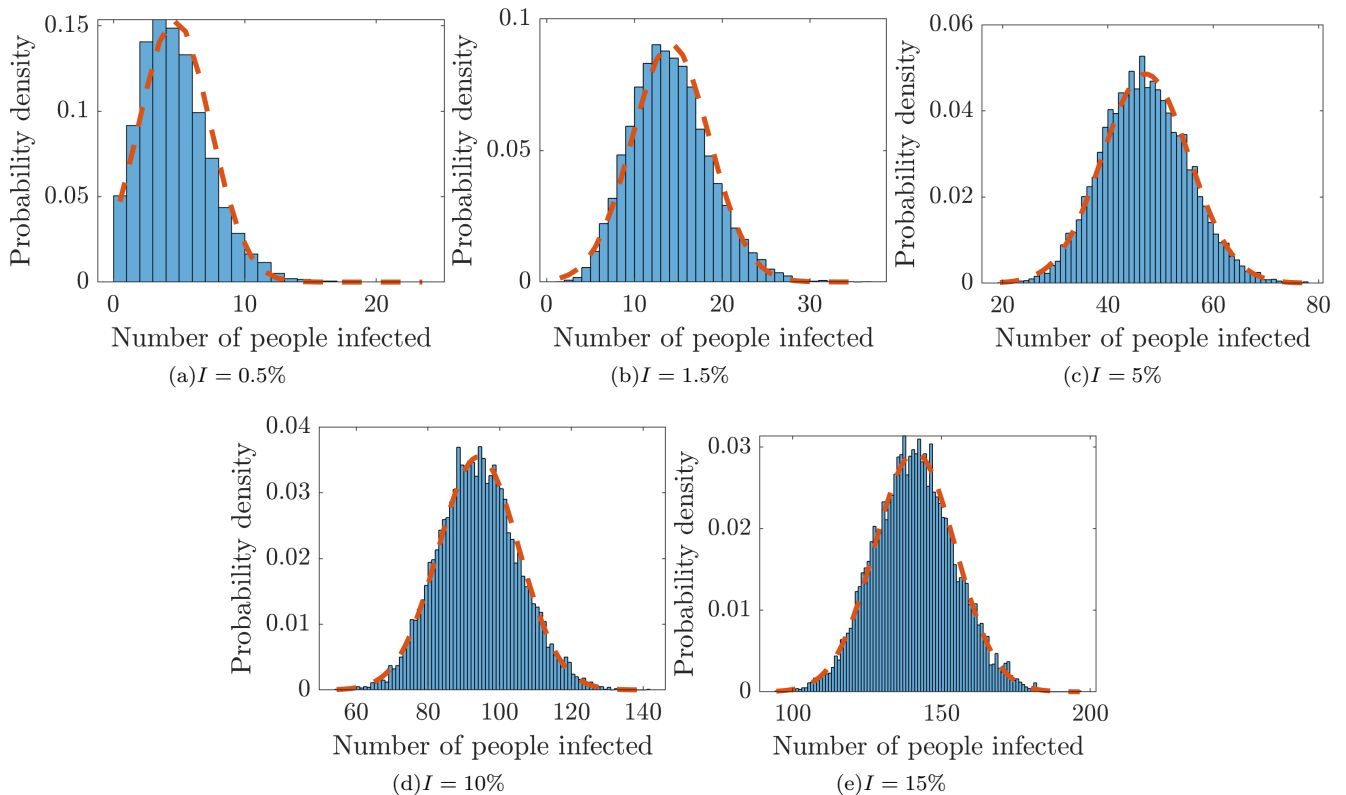 0.15
0.1
0.05
0
0
10
20
Probability density
Number of people infected
(a)I = 0.5%
0.1
0.05
0
0
10
20
30
Probability density
Number of people infected
(b)I = 1.5%
0.06
0.04
0.02
0
20
40
60
80
Probability density
Number of people infected
(c)I = 5%
0.04
0.03
0.02
0.01
0
60
80
100
120
140
Probability density
Number of people infected
(d)I = 10%
0.03
0.02
0.01
0
100
150
200
Probability density
Number of people infected
(e)I = 15%